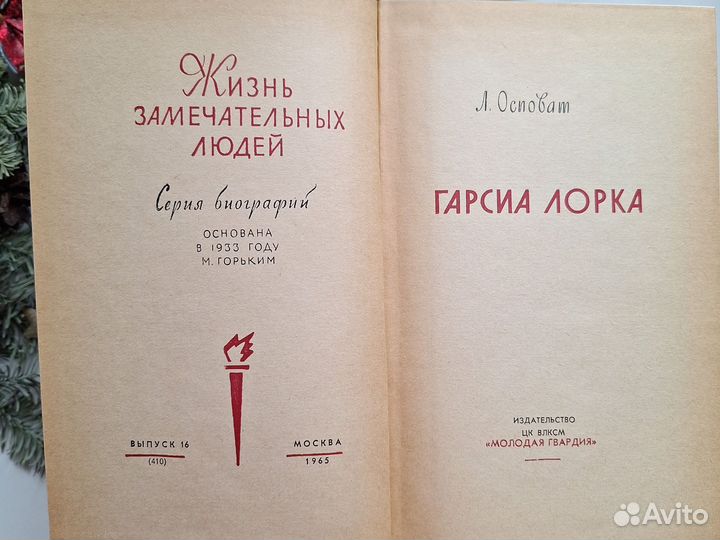 Жизнь
ЗАМЕЧАТЕЛЬНЫХ
ЛЮДЕЙ
Серия биографий
ОСНОВАНА
В 1933 ГОДУ
М. ГОРЬКИМ
ВЫПУСК 16
(410)
МОСКВА
1965
Л. Осповат
ГАРСИА ЛОРКА
ИЗДАТЕЛЬСТВО
ЦК ВЛКСМ
«МОЛОДАЯ ГВАРДИЯ»
Avito